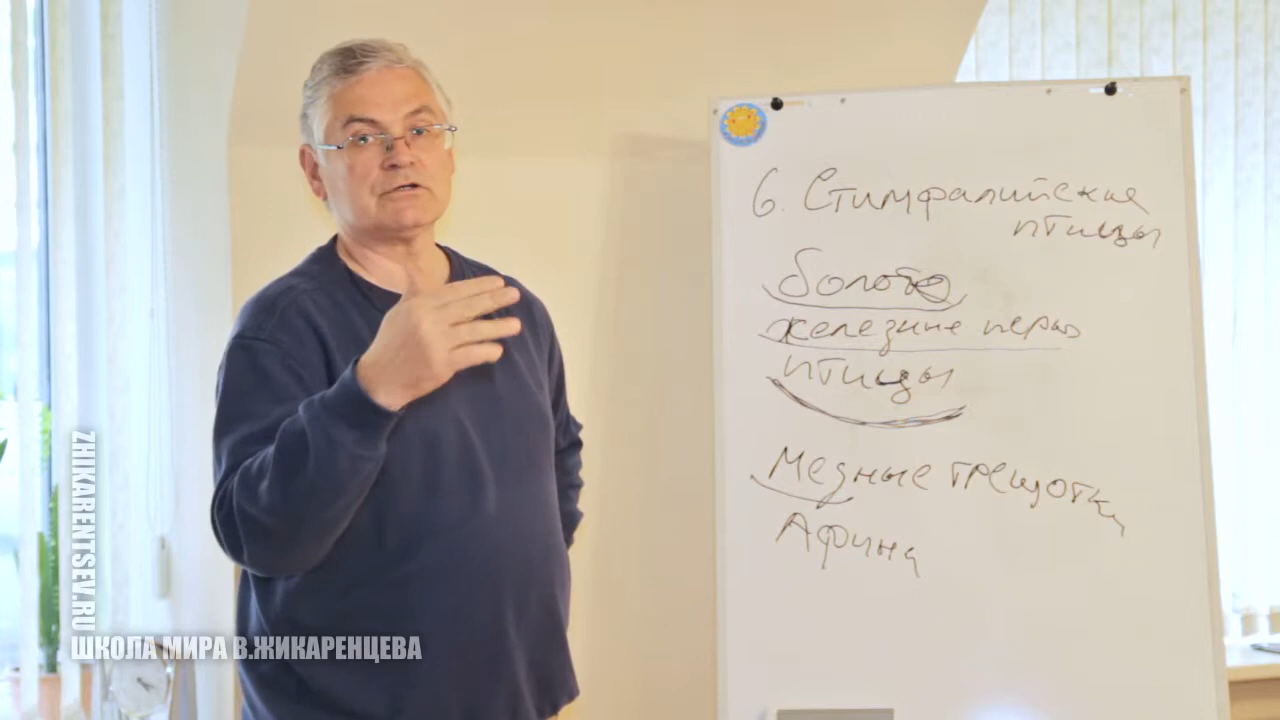 6. Стимфалийские
птицы
болото
железные перья
птицы
Медные трещотки
Афина
ZHIKARENTSEV.RU
ШКОЛА МИРА В.ЖИКАРЕНЦЕВА